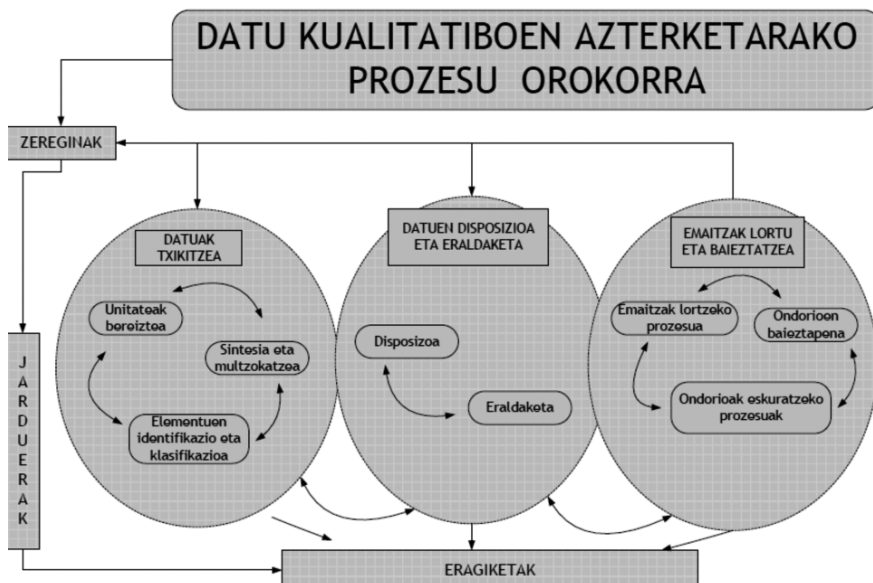 DATU KUALITATIBOEN AZTERKETARAKO
PROZESU OROKORRA
ZEREGINAK
DATUAK
TXIKITZEA
Unitateak
bereiztea
Sintesia eta
multzokatzea
Elementuen
identifikazio eta
klasifikazioa
DATUEN DISPOSIZIOA
ETA ERALDAKETA
Disposizoa
Eraldaketa
EMAITZAK LORTU
ETA BAIEZTATZEA
Emaitzak lortzeko
prozesua
Ondorioen
baieztapena
Ondorioak eskuratzeko
prozesuak
JARDUERAK
ERAGIKETAK